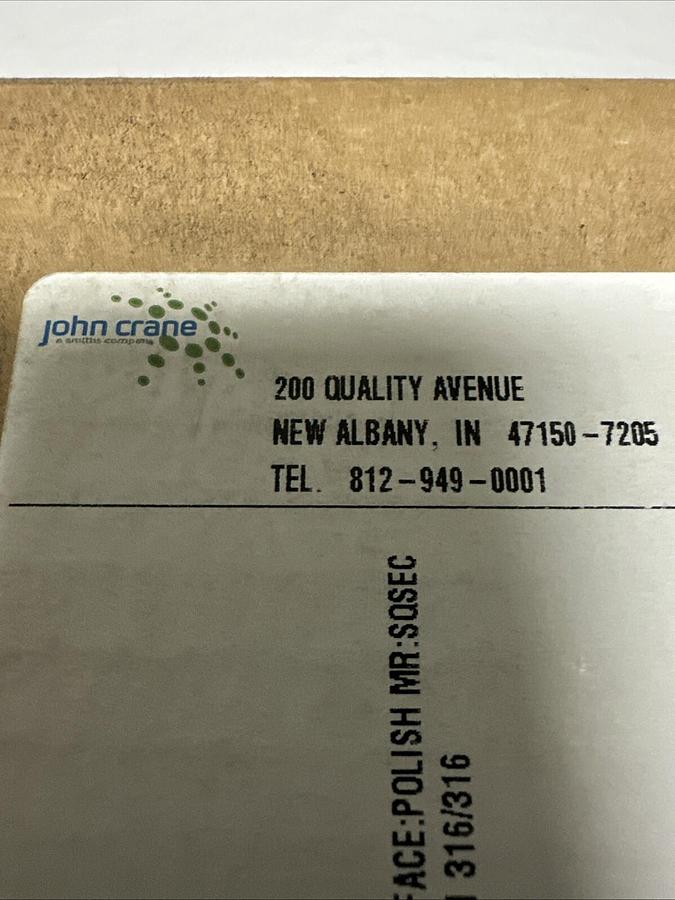 john crane
a smiths company
200 QUALITY AVENUE
NEW ALBANY, IN 47150-7205
TEL. 812-949-0001
FACE:POLISH MR:SQSEC
316/316